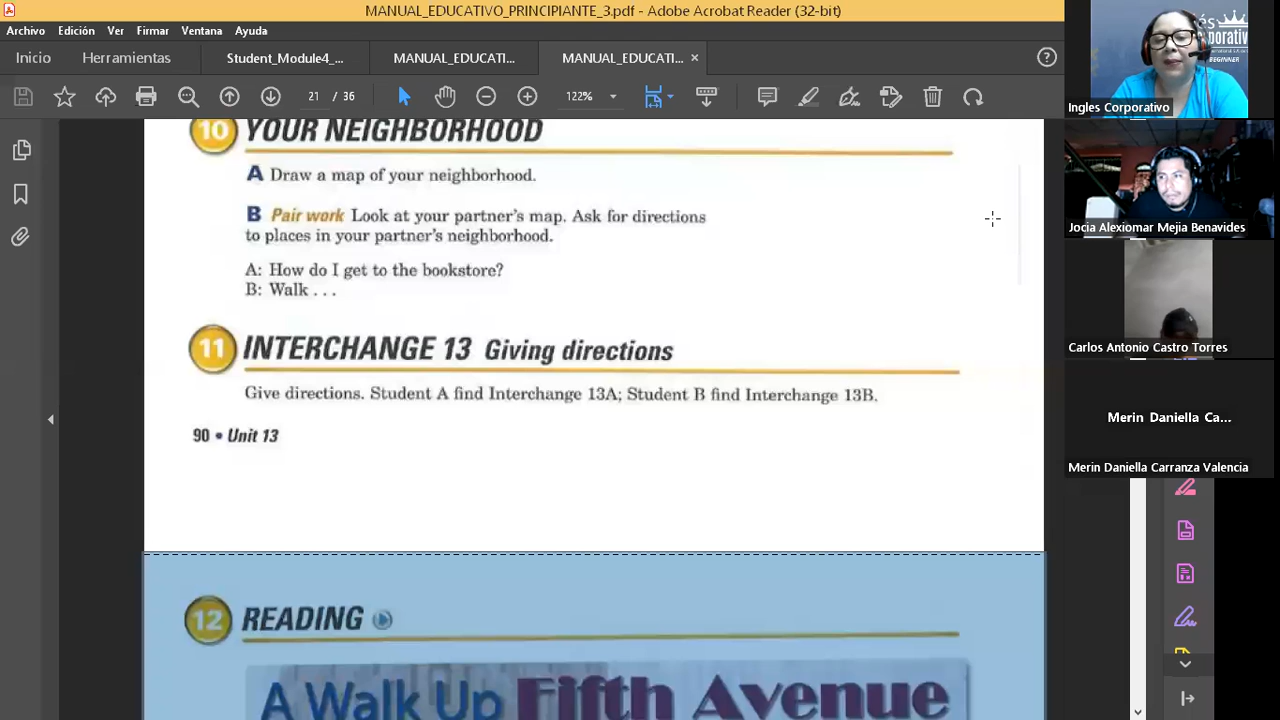 MANUAL_EDUCATIVO_PRINCIPIANTE_3.pdf - Adobe Acrobat Reader (32-bit)
Archivo Edición Ver Firmar Ventana Ayuda
Inicio Herramientas Student_Module4_... MANUAL_EDUCATI... MANUAL_EDUCATI... ×
21 / 36 122%
10 YOUR NEIGHBORHOOD
A Draw a map of your neighborhood.
B Pair work Look at your partner's map. Ask for directions
to places in your partner's neighborhood.
A: How do I get to the bookstore?
B: Walk . . .
11 INTERCHANGE 13 Giving directions
Give directions. Student A find Interchange 13A; Student B find Interchange 13B.
90 • Unit 13
12 READING
A Walk Up Fifth Avenue
BEGINNER
Ingles Corporativo
Jocia Alexiomar Mejia Benavides
Carlos Antonio Castro Torres
Merin Daniella Ca...
Merin Daniella Carranza Valencia